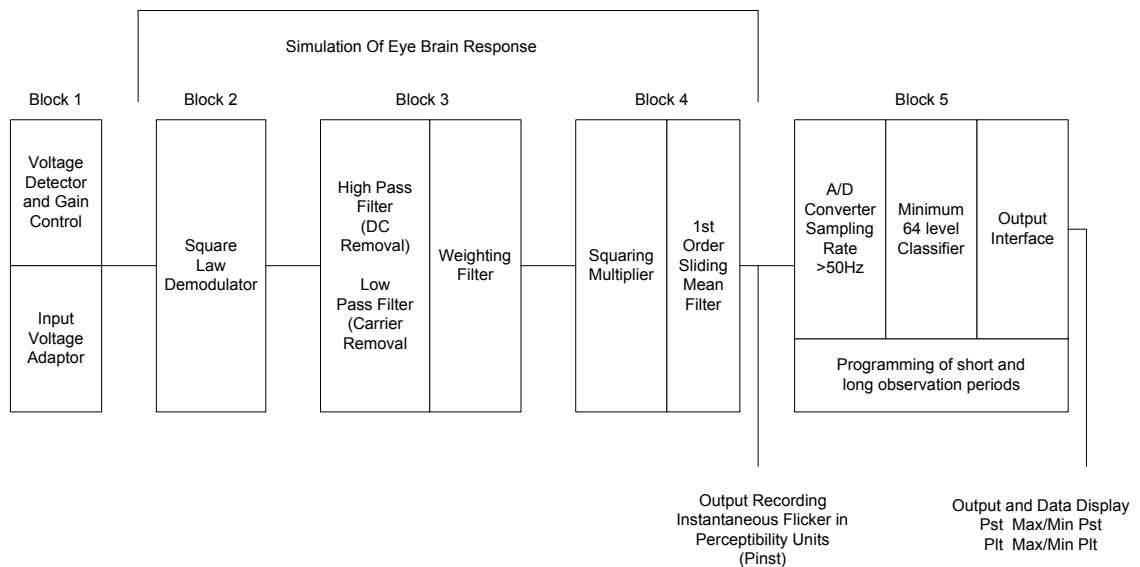 Simulation Of Eye Brain Response
Block 1
Block 2
Block 3
Block 4
Block 5
Voltage
Detector
and Gain
Control
Input
Voltage
Adaptor
Square
Law
Demodulator
High Pass
Filter
(DC
Removal)
Low
Pass Filter
(Carrier
Removal
Weighting
Filter
Squaring
Multiplier
1st
Order
Sliding
Mean
Filter
A/D
Converter
Sampling
Rate
>50Hz
Minimum
64 level
Classifier
Output
Interface
Programming of short and
long observation periods
Output Recording
Instantaneous Flicker in
Perceptibility Units
(Pinst)
Output and Data Display
Pst Max/Min Pst
Plt Max/Min Plt